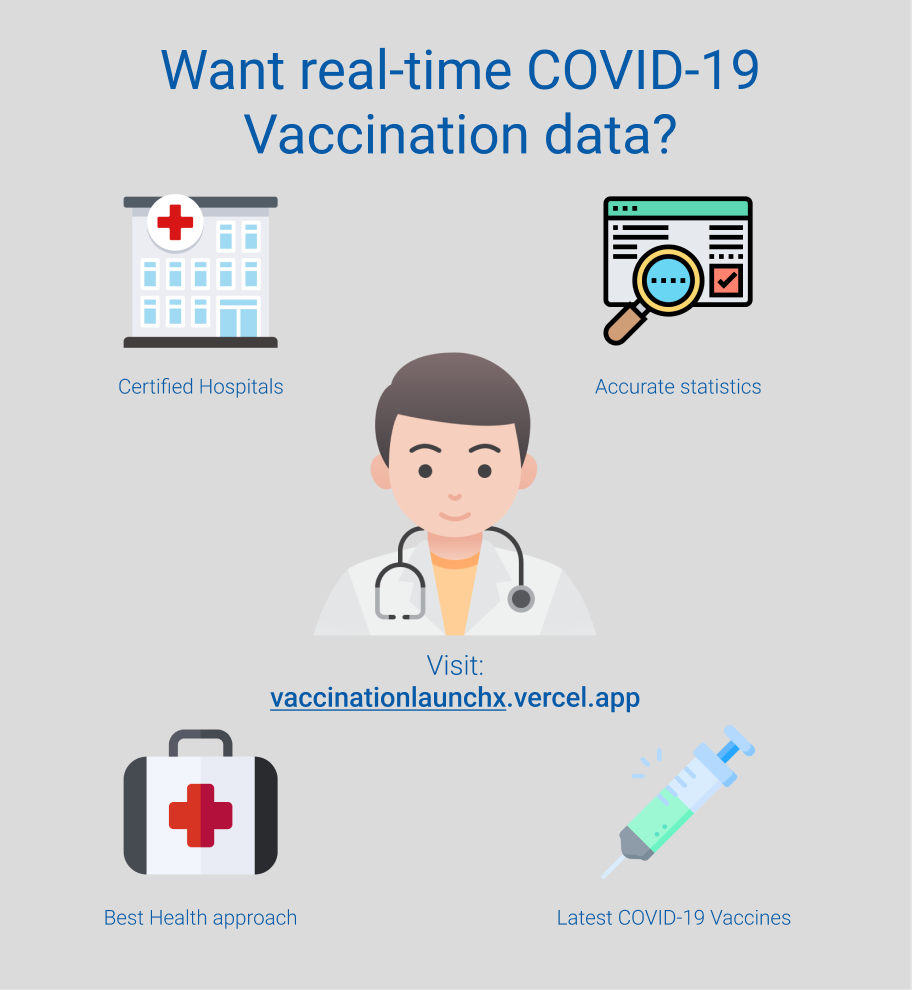 Want real-time COVID-19
Vaccination data?
Certified Hospitals
Accurate statistics
Visit:
vaccinationlaunchx.vercel.app
Best Health approach
Latest COVID-19 Vaccines